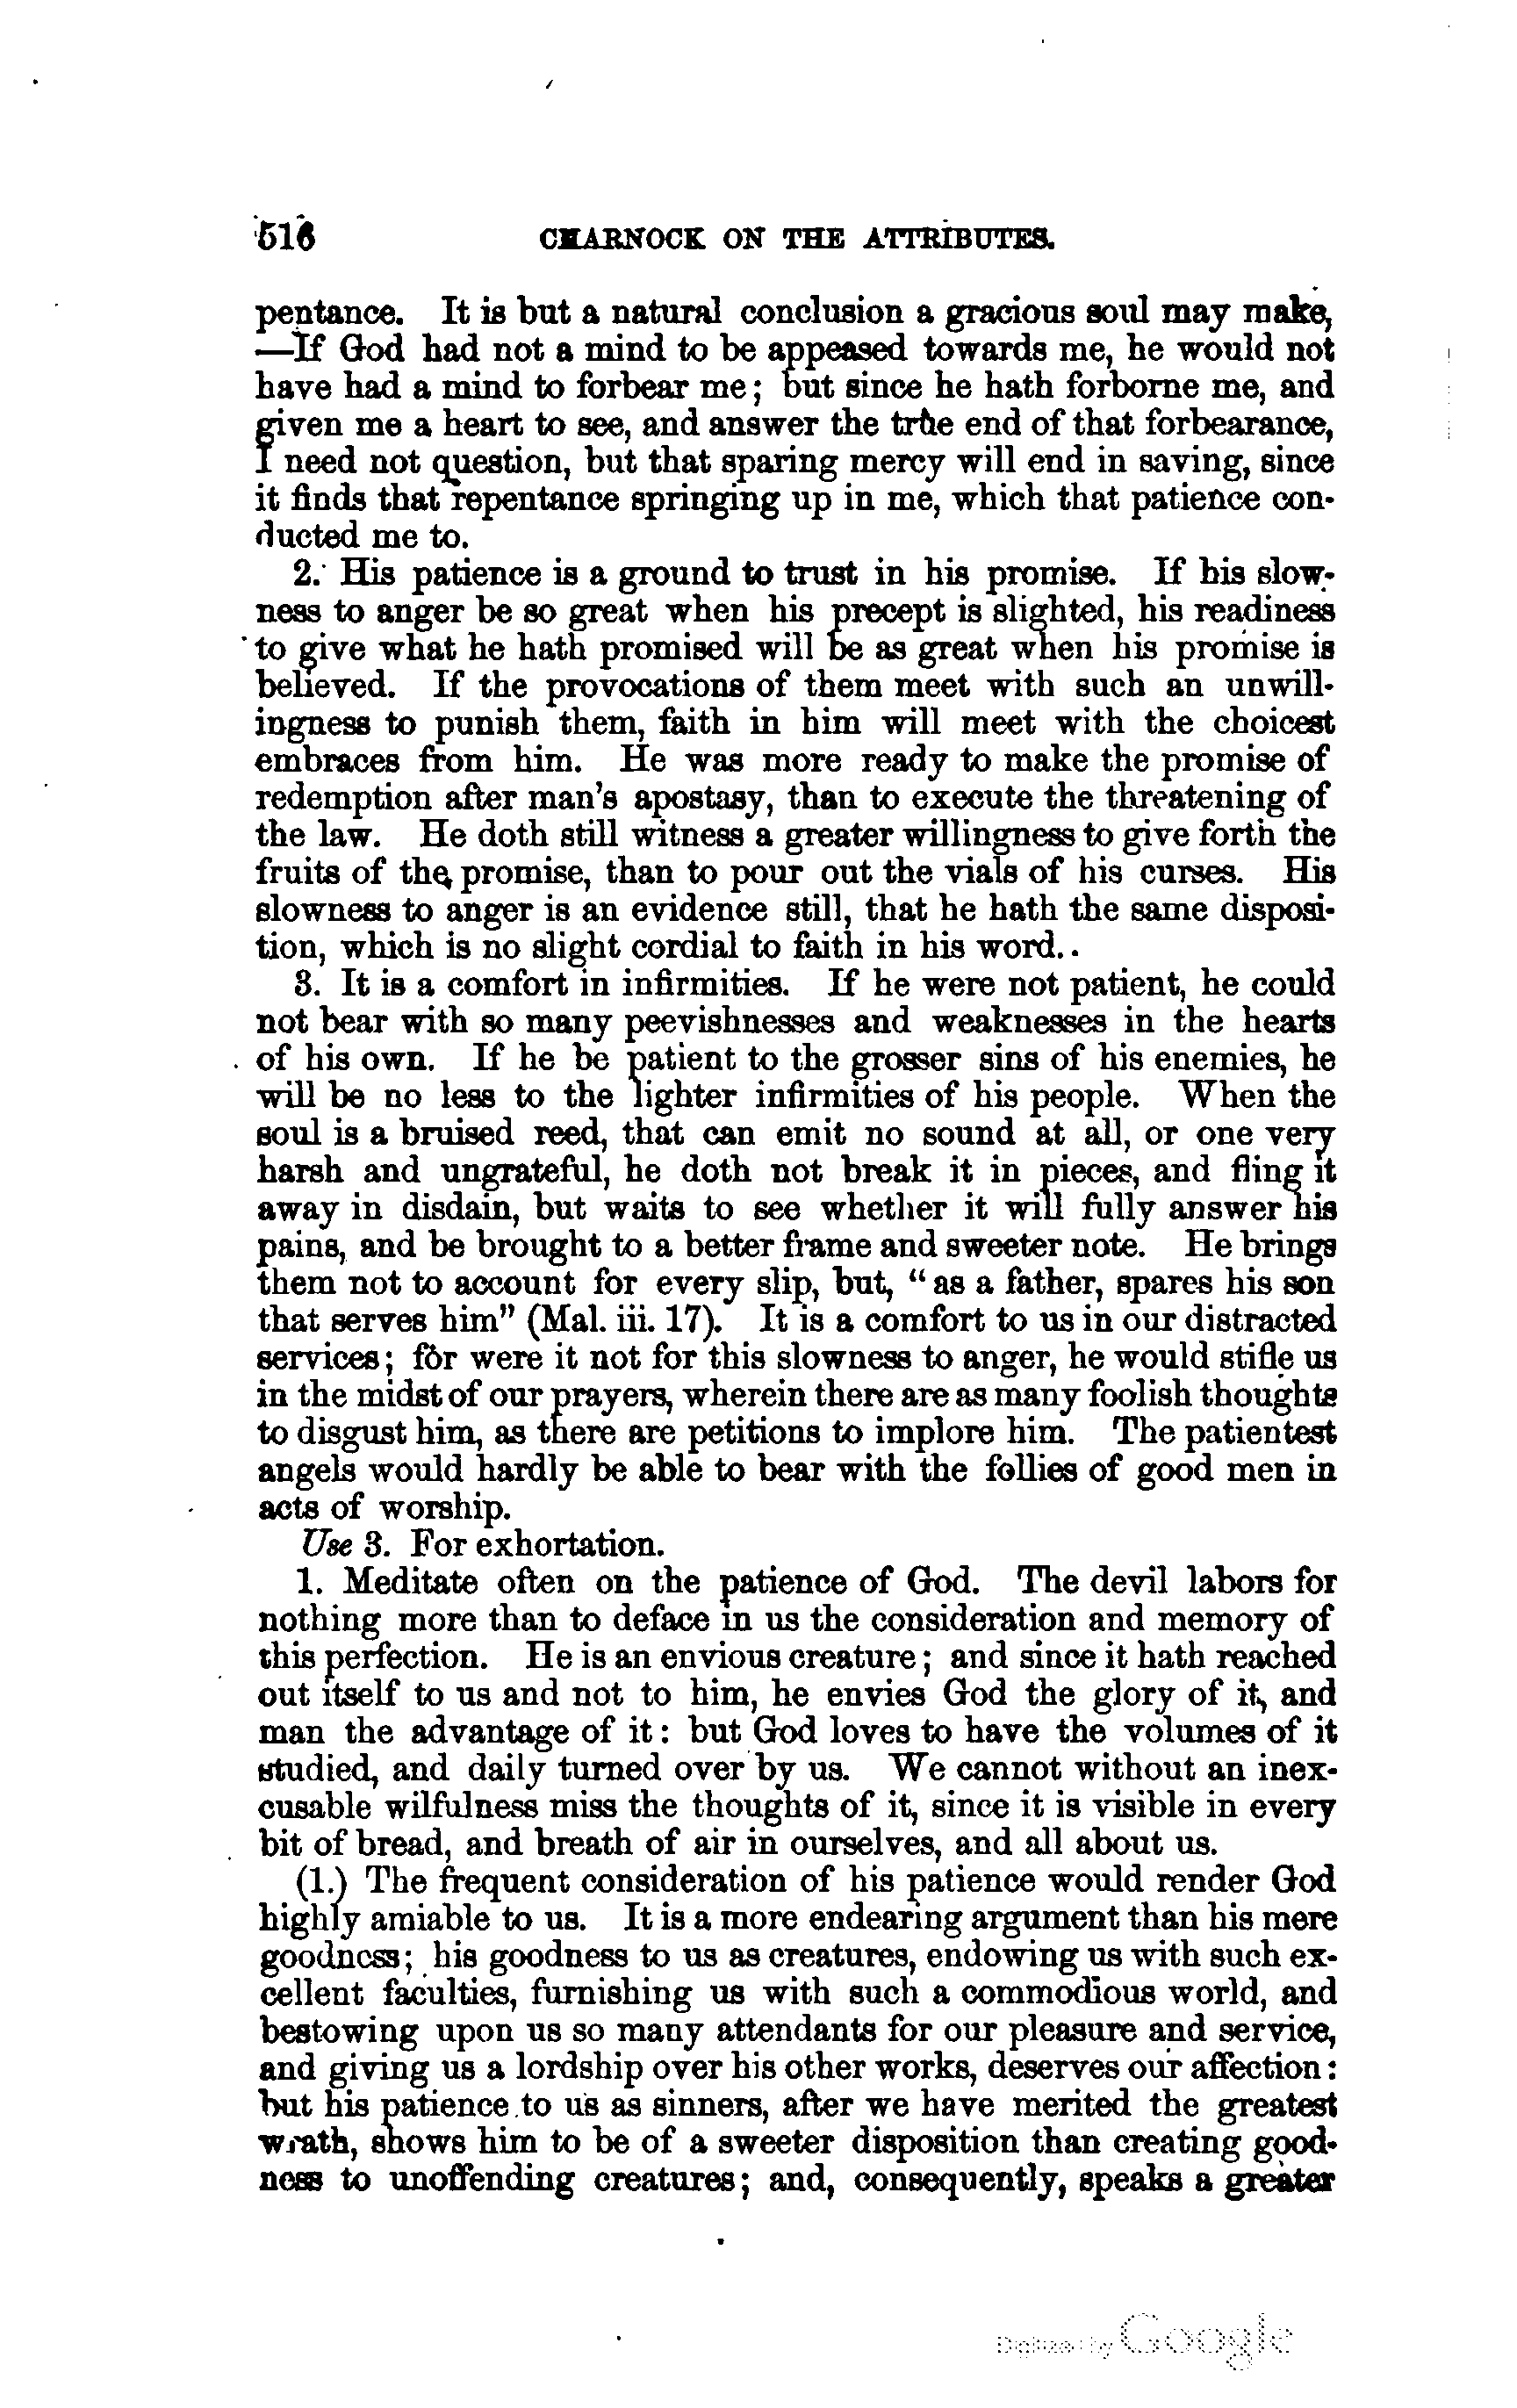 516 CHARNOCK ON THE ATTRIBUTES.
pentance. It is but a natural conclusion a gracious soul may make,
—If God had not a mind to be appeased towards me, he would not
have had a mind to forbear me; but since he hath forborne me, and
given me a heart to see, and answer the true end of that forbearance,
I need not question, but that sparing mercy will end in saving, since
it finds that repentance springing up in me, which that patience con-
ducted me to.
2. His patience is a ground to trust in his promise. If his slow-
ness to anger be so great when his precept is slighted, his readiness
to give what he hath promised will be as great when his promise is
believed. If the provocations of them meet with such an unwill-
ingness to punish them, faith in him will meet with the choicest
embraces from him. He was more ready to make the promise of
redemption after man's apostasy, than to execute the threatening of
the law. He doth still witness a greater willingness to give forth the
fruits of the promise, than to pour out the vials of his curses. His
slowness to anger is an evidence still, that he hath the same disposi-
tion, which is no slight cordial to faith in his word.
3. It is a comfort in infirmities. If he were not patient, he could
not bear with so many peevishnesses and weaknesses in the hearts
of his own. If he be patient to the grosser sins of his enemies, he
will be no less to the lighter infirmities of his people. When the
soul is a bruised reed, that can emit no sound at all, or one very
harsh and ungrateful, he doth not break it in pieces, and fling it
away in disdain, but waits to see whether it will fully answer his
pains, and be brought to a better frame and sweeter note. He brings
them not to account for every slip, but, "as a father, spares his son
that serves him" (Mal. iii. 17). It is a comfort to us in our distracted
services; for were it not for this slowness to anger, he would stifle us
in the midst of our prayers, wherein there are as many foolish thoughts
to disgust him, as there are petitions to implore him. The patientest
angels would hardly be able to bear with the follies of good men in
acts of worship.
Use 3. For exhortation.
1. Meditate often on the patience of God. The devil labors for
nothing more than to deface in us the consideration and memory of
this perfection. He is an envious creature; and since it hath reached
out itself to us and not to him, he envies God the glory of it, and
man the advantage of it: but God loves to have the volumes of it
studied, and daily turned over by us. We cannot without an inex-
cusable wilfulness miss the thoughts of it, since it is visible in every
bit of bread, and breath of air in ourselves, and all about us.
(1.) The frequent consideration of his patience would render God
highly amiable to us. It is a more endearing argument than his mere
goodness; his goodness to us as creatures, endowing us with such ex-
cellent faculties, furnishing us with such a commodious world, and
bestowing upon us so many attendants for our pleasure and service,
and giving us a lordship over his other works, deserves our affection:
but his patience to us as sinners, after we have merited the greatest
wrath, shows him to be of a sweeter disposition than creating good-
ness to unoffending creatures; and, consequently, speaks a greater
Digitized by Google